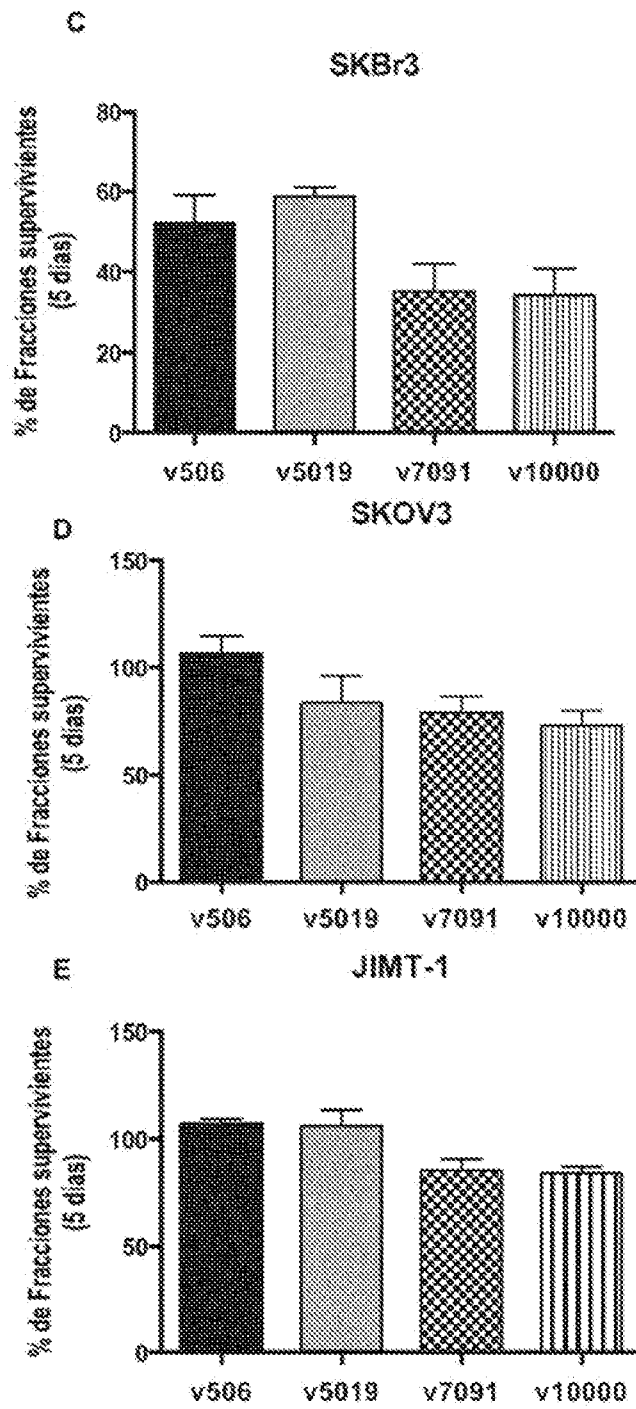 C
SKBr3
% de Fracciones supervivientes
(5 días)
80
60
40
20
0
v506 v5019 v7091 v10000
D
SKOV3
% de Fracciones supervivientes
(5 días)
150
100
50
0
v506 v5019 v7091 v10000
E
JIMT-1
% de Fracciones supervivientes
(5 días)
150
100
50
0
v506 v5019 v7091 v10000